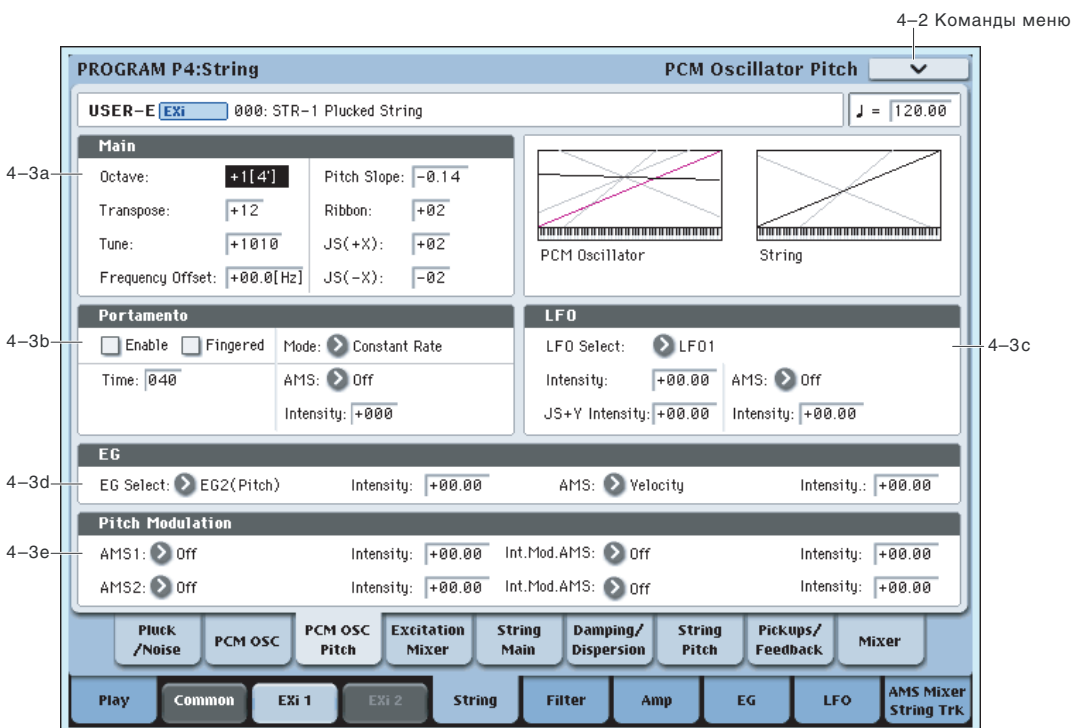 4–2 Команды меню
PROGRAM P4:String
PCM Oscillator Pitch
USER-E EXi 000: STR-1 Plucked String
♩ = 120.00
4–3a
Main
Octave: +1[4']
Pitch Slope: -0.14
Transpose: +12
Ribbon: +02
Tune: +1010
JS(+X): +02
Frequency Offset: +00.0[Hz]
JS(-X): -02
PCM Oscillator
String
4–3b
Portamento
Enable Fingered Mode: Constant Rate
Time: 040
AMS: Off
Intensity: +000
4–3c
LFO
LFO Select: LFO1
Intensity: +00.00 AMS: Off
JS+Y Intensity: +00.00 Intensity: +00.00
4–3d
EG
EG Select: EG2(Pitch) Intensity: +00.00 AMS: Velocity Intensity.: +00.00
4–3e
Pitch Modulation
AMS1: Off Intensity: +00.00 Int.Mod.AMS: Off Intensity: +00.00
AMS2: Off Intensity: +00.00 Int.Mod.AMS: Off Intensity: +00.00
Pluck
/Noise
PCM OSC
PCM OSC
Pitch
Excitation
Mixer
String
Main
Damping/
Dispersion
String
Pitch
Pickups/
Feedback
Mixer
Play
Common
EXi 1
EXi 2
String
Filter
Amp
EG
LFO
AMS Mixer
String Trk